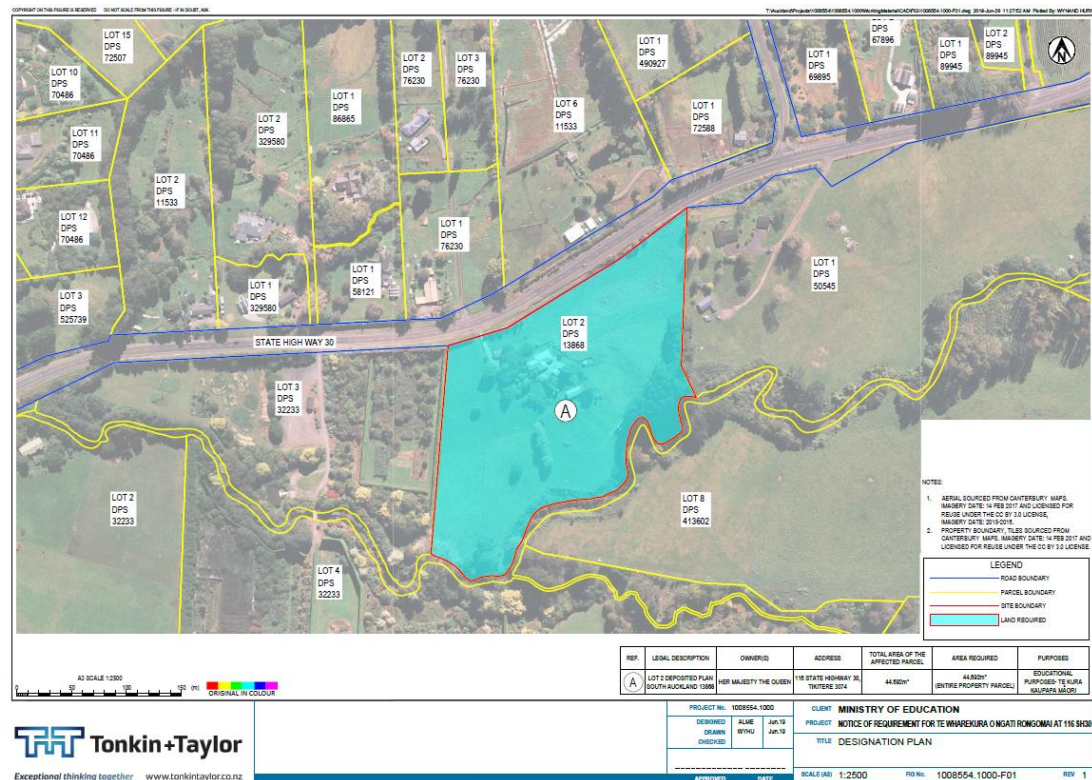 COPYRIGHT ON THIS FIGURE IS RESERVED DO NOT SCALE FROM THIS FIGURE - IF IN DOUBT, ASK.
LOT 15
DPS
72507
LOT 10
DPS
70486
LOT 11
DPS
70486
LOT 2
DPS
11533
LOT 12
DPS
70486
LOT 3
DPS
525739
LOT 2
DPS
329580
LOT 1
DPS
86865
LOT 1
DPS
329580
LOT 1
DPS
58121
LOT 2
DPS
76230
LOT 3
DPS
76230
LOT 1
DPS
76230
LOT 6
DPS
11533
LOT 1
DPS
490927
LOT 1
DPS
72588
LOT 1
DPS
69895
DPS
67896
LOT 1
DPS
89945
LOT 2
DPS
89945
N
STATE HIGH WAY 30
LOT 2
DPS
13868
A
LOT 1
DPS
50545
LOT 3
DPS
32233
LOT 2
DPS
32233
LOT 4
DPS
32233
LOT 8
DPS
413602
NOTES:
1. AERIAL SOURCED FROM CANTERBURY MAPS.
IMAGERY DATE: 14 FEB 2017 AND LICENSED FOR
REUSE UNDER THE CC BY 3.0 LICENSE,
IMAGERY DATE: 2015-2016.
2. PROPERTY BOUNDARY, TILES SOURCED FROM
CANTERBURY MAPS. IMAGERY DATE: 14 FEB 2017 AND
LICENSED FOR REUSE UNDER THE CC BY 3.0 LICENSE.
LEGEND
ROAD BOUNDARY
PARCEL BOUNDARY
SITE BOUNDARY
LAND REQUIRED
REF. LEGAL DESCRIPTION OWNER(S) ADDRESS TOTAL AREA OF THE AFFECTED PARCEL AREA REQUIRED PURPOSES
A LOT 2 DEPOSITED PLAN SOUTH AUCKLAND 13868 HER MAJESTY THE QUEEN 116 STATE HIGHWAY 30, TIKITERE 3074 44,692m² 44,692m² (ENTIRE PROPERTY PARCEL) EDUCATIONAL PURPOSES- TE KURA KAUPAPA MĀORI
A3 SCALE 1:2500
0 50 100 150 (m)
ORIGINAL IN COLOUR
Tonkin+Taylor
Exceptional thinking together www.tonkintaylor.co.nz
PROJECT No. 1008554.1000
DESIGNED ALME Jun.19
DRAWN WYHU Jun.19
CHECKED
APPROVED DATE
CLIENT MINISTRY OF EDUCATION
PROJECT NOTICE OF REQUIREMENT FOR TE WHAREKURA O NGATI RONGOMAI AT 116 SH30
TITLE DESIGNATION PLAN
SCALE (A3) 1:2500 FIG No. 1008554.1000-F01 REV 1